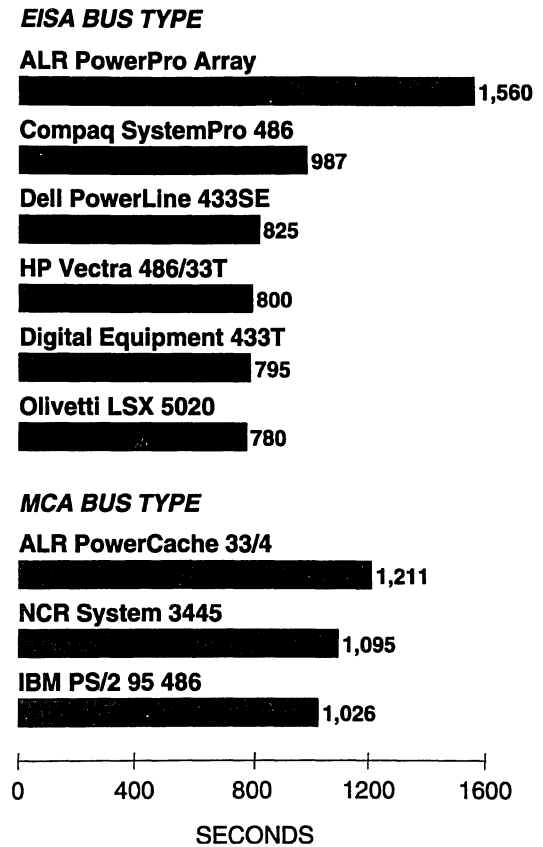 EISA BUS TYPE
ALR PowerPro Array
1,560
Compaq SystemPro 486
987
Dell PowerLine 433SE
825
HP Vectra 486/33T
800
Digital Equipment 433T
795
Olivetti LSX 5020
780
MCA BUS TYPE
ALR PowerCache 33/4
1,211
NCR System 3445
1,095
IBM PS/2 95 486
1,026
0 400 800 1200 1600
SECONDS